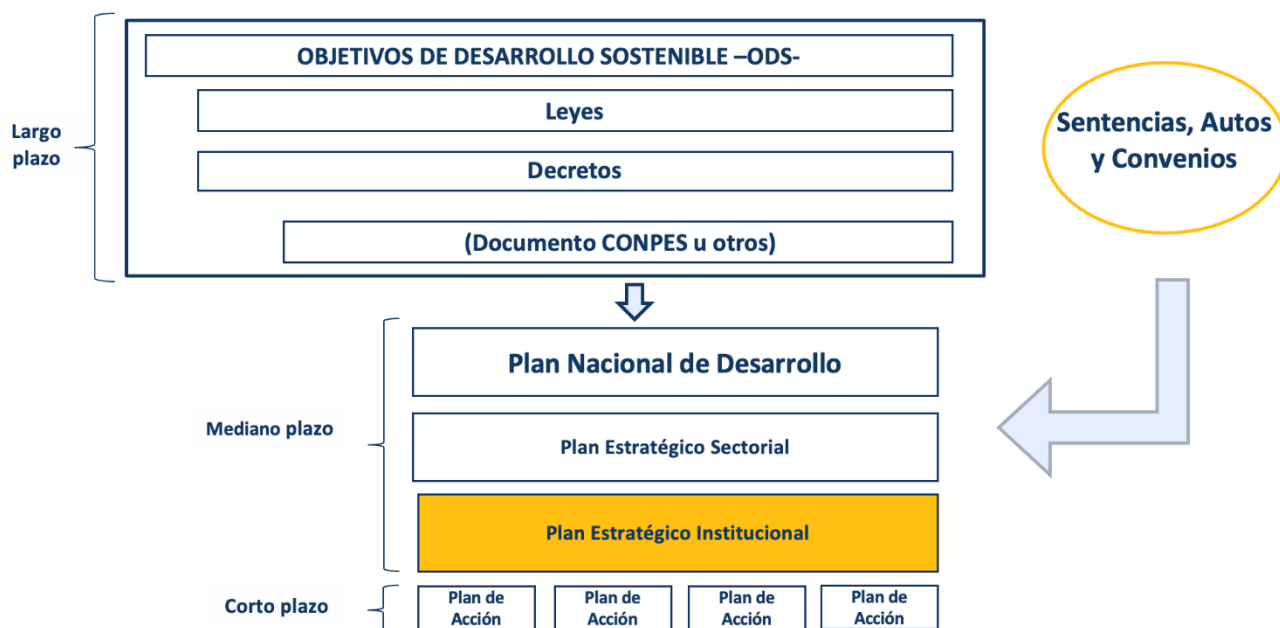 OBJETIVOS DE DESARROLLO SOSTENIBLE –ODS-
Leyes
Decretos
(Documento CONPES u otros)
Largo
plazo
Sentencias, Autos
y Convenios
Plan Nacional de Desarrollo
Mediano plazo
Plan Estratégico Sectorial
Plan Estratégico Institucional
Corto plazo
Plan de
Acción
Plan de
Acción
Plan de
Acción
Plan de
Acción